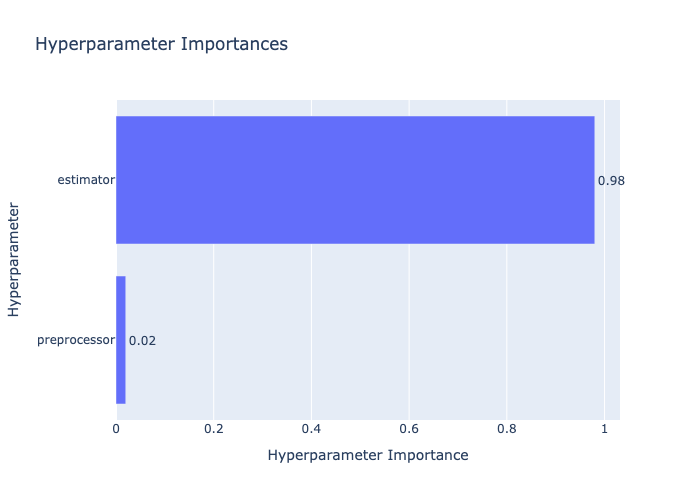 Hyperparameter Importances
Hyperparameter
estimator
0.98
preprocessor
0.02
0
0.2
0.4
0.6
0.8
1
Hyperparameter Importance